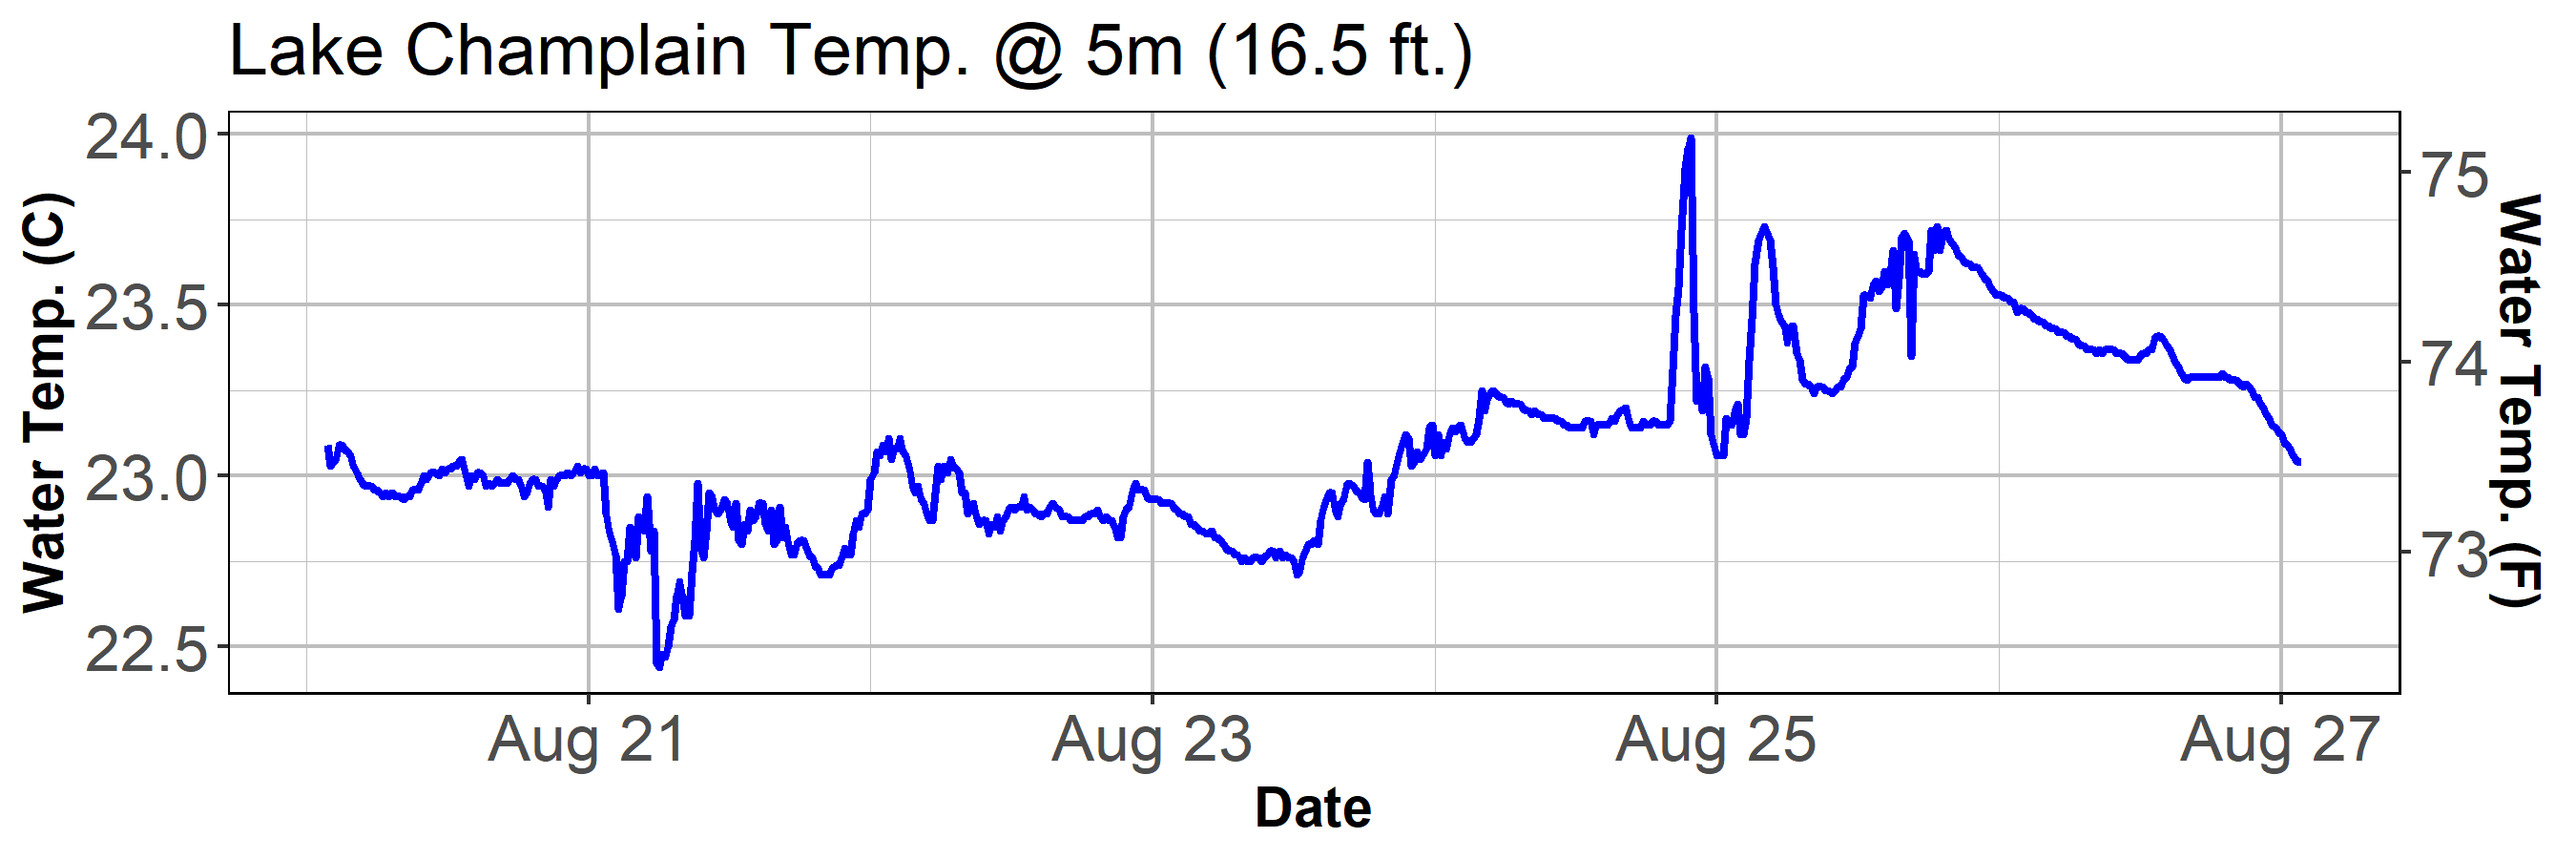 Lake Champlain Temp. @ 5m (16.5 ft.)
Water Temp. (C)
24.0
23.5
23.0
22.5
75
74
73
Water Temp. (F)
Aug 21
Aug 23
Aug 25
Aug 27
Date